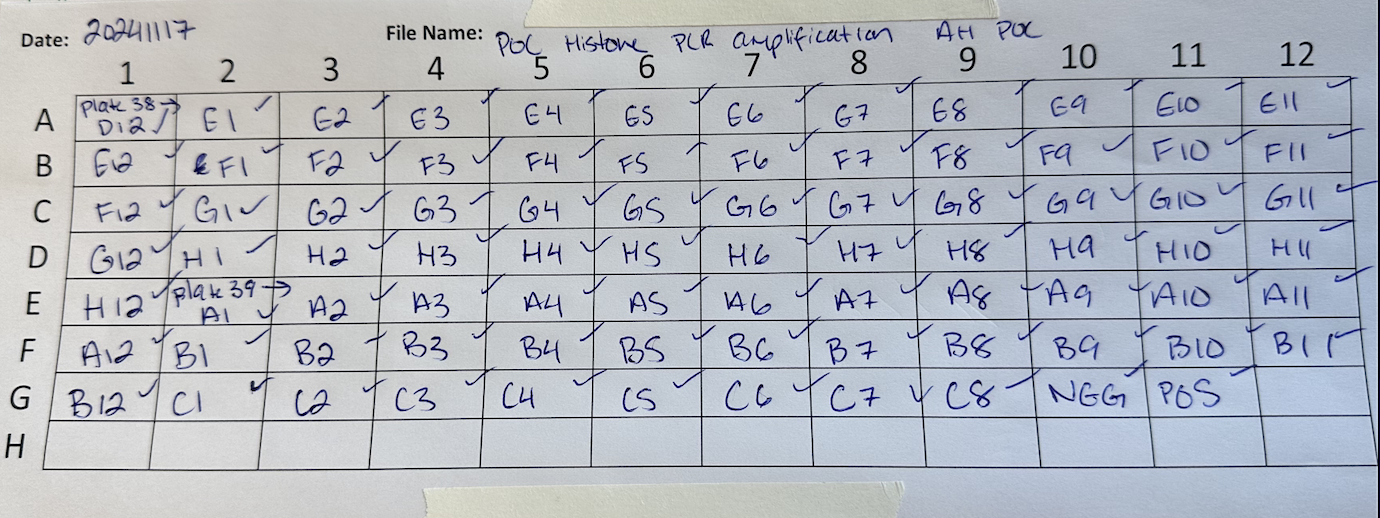 Date: 20241117 File Name: POC Histone PCR amplification AH POC
1 2 3 4 5 6 7 8 9 10 11 12
A plate 38→ D12 ✓ E1 ✓ E2 ✓ E3 ✓ E4 ✓ E5 ✓ E6 ✓ E7 ✓ E8 ✓ E9 ✓ E10 ✓ E11 ✓
B E12 ✓ F1 ✓ F2 ✓ F3 ✓ F4 ✓ F5 ✓ F6 ✓ F7 ✓ F8 ✓ F9 ✓ F10 ✓ F11 ✓
C F12 ✓ G1 ✓ G2 ✓ G3 ✓ G4 ✓ G5 ✓ G6 ✓ G7 ✓ G8 ✓ G9 ✓ G10 ✓ G11 ✓
D G12 ✓ H1 ✓ H2 ✓ H3 ✓ H4 ✓ H5 ✓ H6 ✓ H7 ✓ H8 ✓ H9 ✓ H10 ✓ H11 ✓
E H12 ✓ plate 39→ A1 ✓ A2 ✓ A3 ✓ A4 ✓ A5 ✓ A6 ✓ A7 ✓ A8 ✓ A9 ✓ A10 ✓ A11 ✓
F A12 ✓ B1 ✓ B2 ✓ B3 ✓ B4 ✓ B5 ✓ B6 ✓ B7 ✓ B8 ✓ B9 ✓ B10 ✓ B11 ✓
G B12 ✓ C1 ✓ C2 ✓ C3 ✓ C4 ✓ C5 ✓ C6 ✓ C7 ✓ C8 ✓ NEG ✓ POS ✓
H